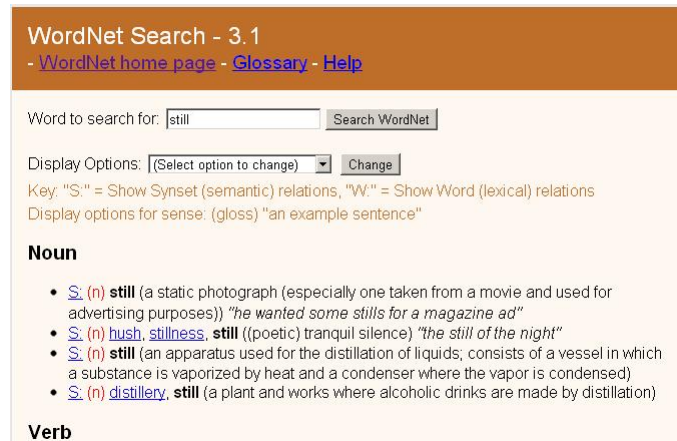 WordNet Search - 3.1
- WordNet home page - Glossary - Help
Word to search for: still Search WordNet
Display Options: (Select option to change) Change
Key: "S:" = Show Synset (semantic) relations, "W:" = Show Word (lexical) relations
Display options for sense: (gloss) "an example sentence"
Noun
• S: (n) still (a static photograph (especially one taken from a movie and used for
advertising purposes)) "he wanted some stills for a magazine ad"
• S: (n) hush, stillness, still ((poetic) tranquil silence) "the still of the night"
• S: (n) still (an apparatus used for the distillation of liquids; consists of a vessel in which
a substance is vaporized by heat and a condenser where the vapor is condensed)
• S: (n) distillery, still (a plant and works where alcoholic drinks are made by distillation)
Verb